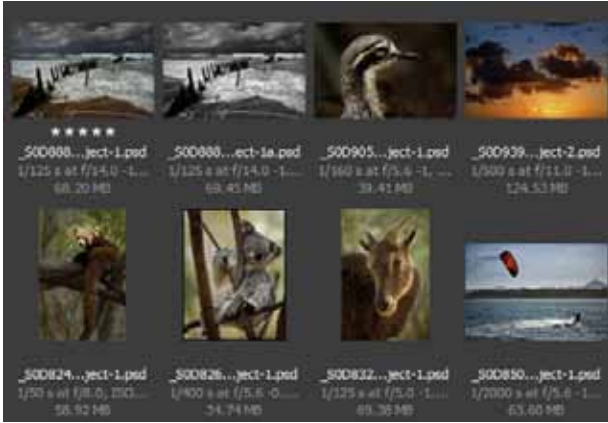 ★★★★★
_S0D888...ject-1.psd
_S0D888...ect-1a.psd
_S0D905...ject-1.psd
_S0D939...ject-2.psd
1/125 s at f/14.0 -1....
1/125 s at f/14.0 -1....
1/160 s at f/5.6 -1, ...
1/500 s at f/11.0 -1....
68.20 MB
69.45 MB
39.41 MB
124.53 MB
_S0D824...ject-1.psd
_S0D826...ject-1.psd
_S0D832...ject-1.psd
_S0D850...ject-1.psd
1/50 s at f/8.0, ISO...
1/400 s at f/5.6 -0....
1/125 s at f/5.0 -1....
1/2000 s at f/5.6 -1...
58.92 MB
34.74 MB
69.38 MB
63.60 MB